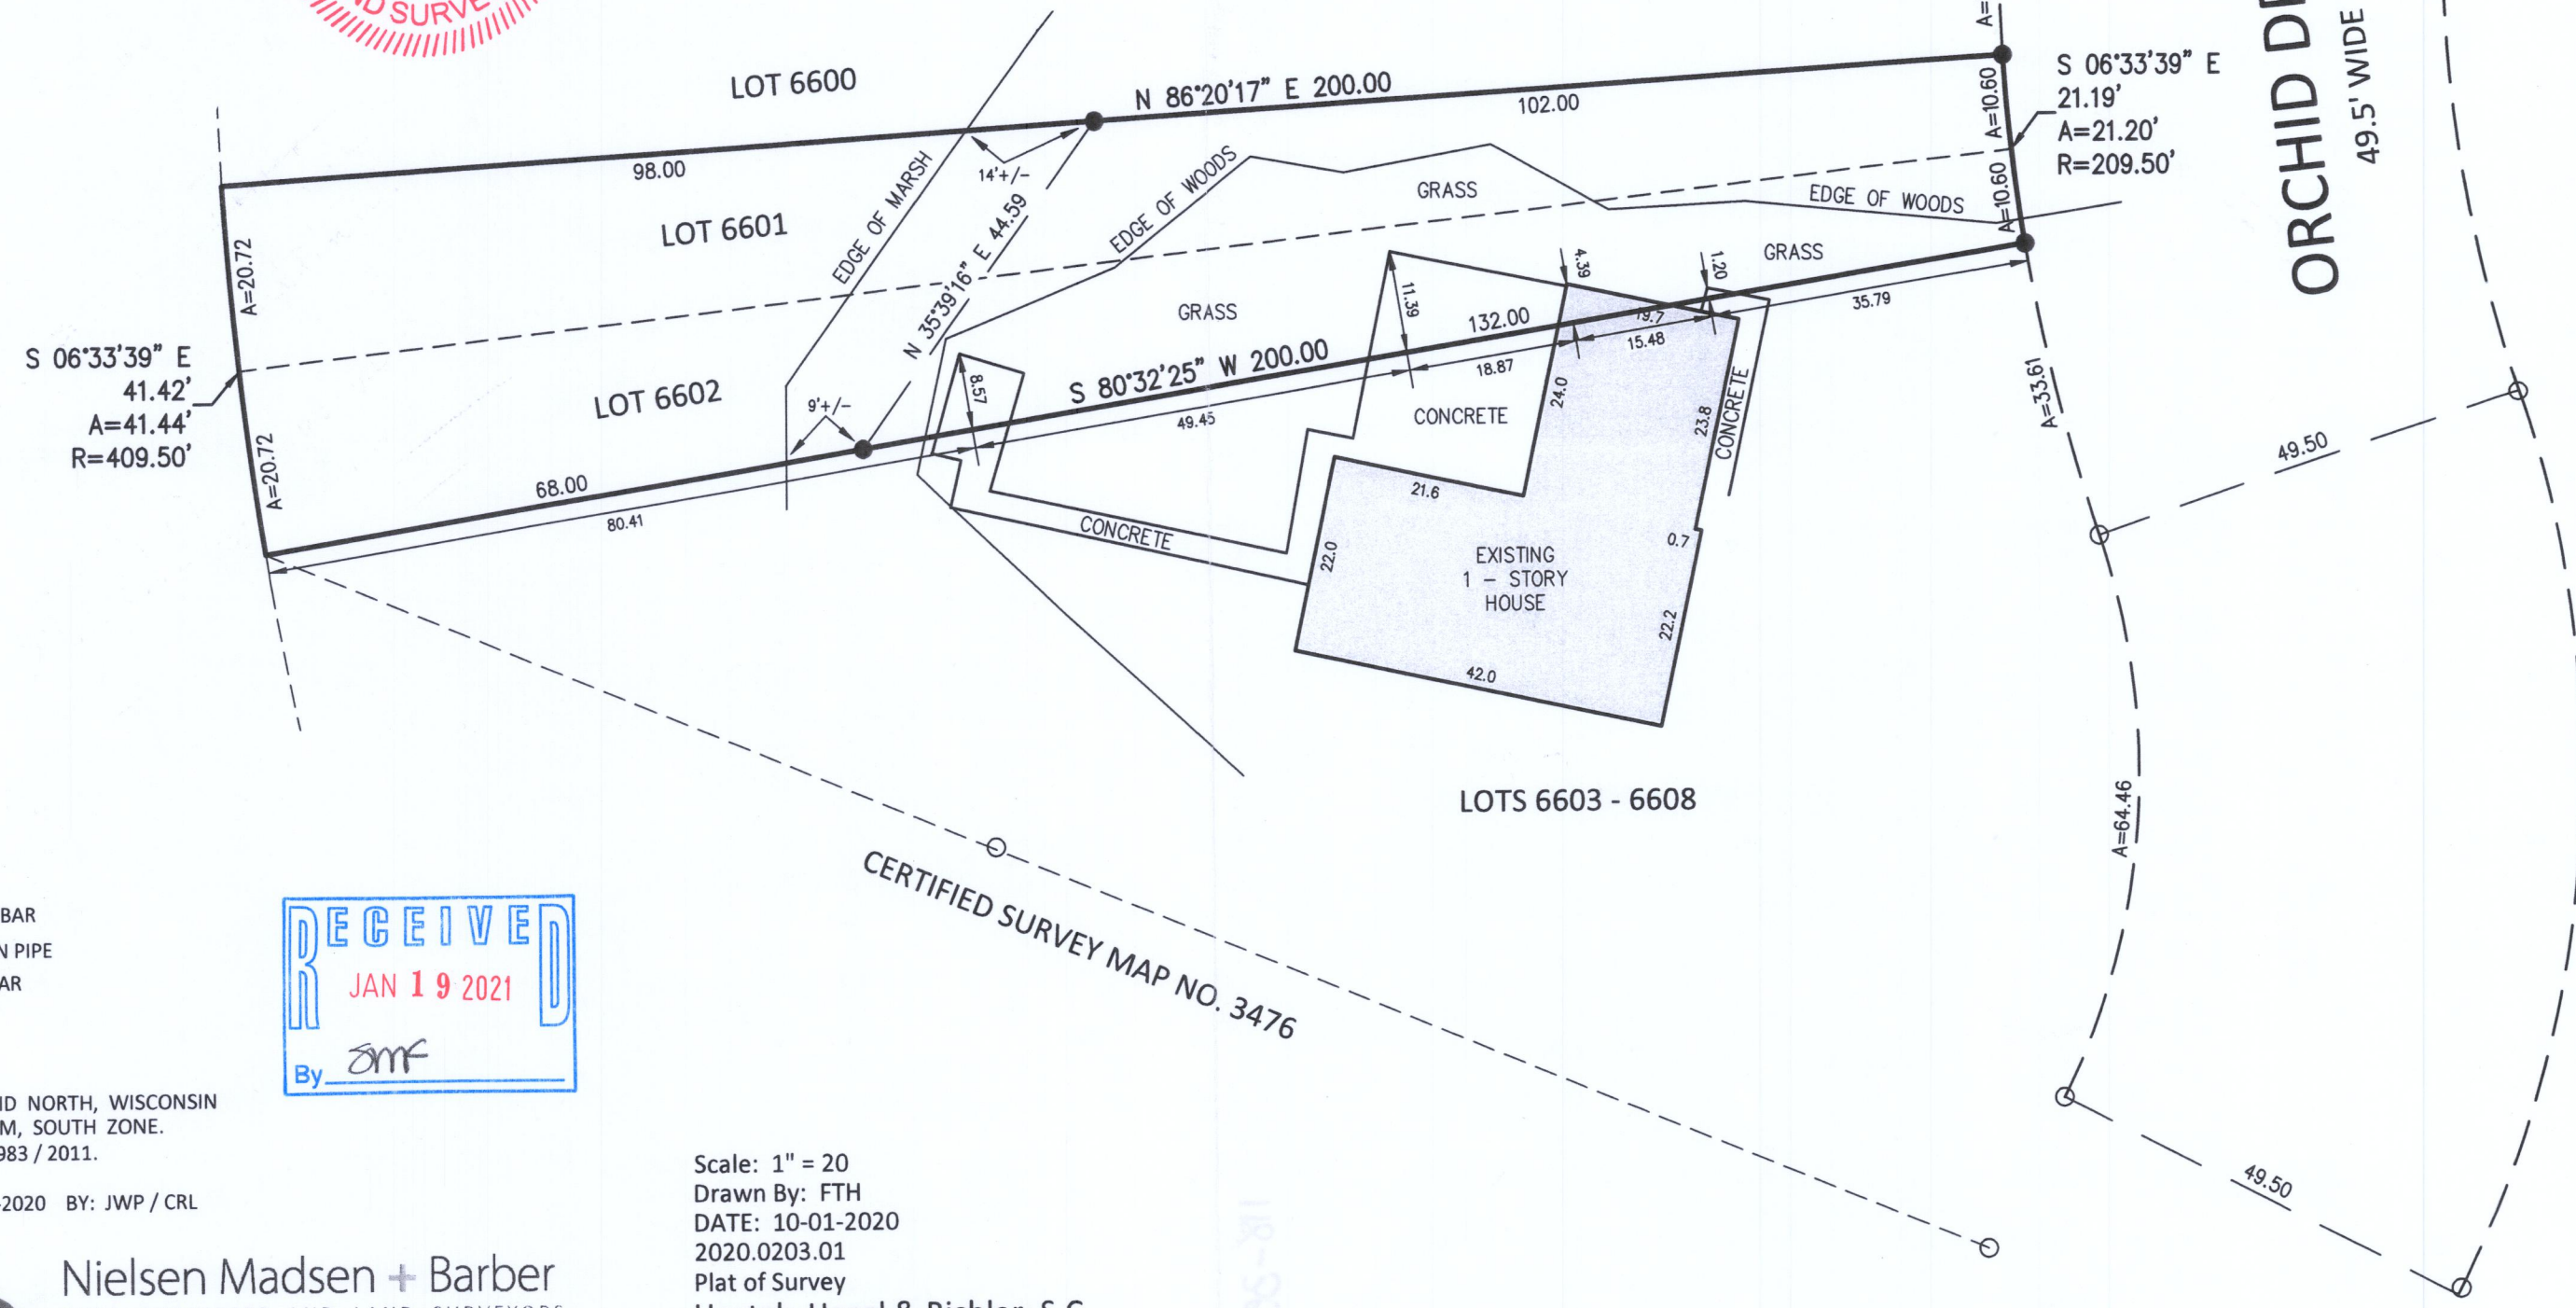 D SURVE
LOT 6600
N 86°20'17" E 200.00
102.00
98.00
14'+/-
A=
A=10.60
A=10.60
S 06°33'39" E
21.19'
A=21.20'
R=209.50'
ORCHID
49.5' WIDE
EDGE OF MARSH
EDGE OF WOODS
GRASS
EDGE OF WOODS
LOT 6601
A=20.72
N 35°39'16" E 44.59
GRASS
4.39
1.20
GRASS
11.39
132.00
19.7
15.48
35.79
S 06°33'39" E
41.42'
A=41.44'
R=409.50'
LOT 6602
9'+/-
8.57
S 80°32'25" W 200.00
18.87
49.45
CONCRETE
24.0
23.8
CONCRETE
A=33.61
49.50
A=20.72
68.00
80.41
21.6
CONCRETE
22.0
EXISTING
1 - STORY
HOUSE
0.7
22.2
42.0
LOTS 6603 - 6608
A=64.46
CERTIFIED SURVEY MAP NO. 3476
49.50
BAR
N PIPE
AR
RECEIVED
JAN 19 2021
By smf
ID NORTH, WISCONSIN
M, SOUTH ZONE.
983 / 2011.
-2020 BY: JWP / CRL
Nielsen Madsen + Barber
LAND SURVEYORS
Scale: 1" = 20
Drawn By: FTH
DATE: 10-01-2020
2020.0203.01
Plat of Survey